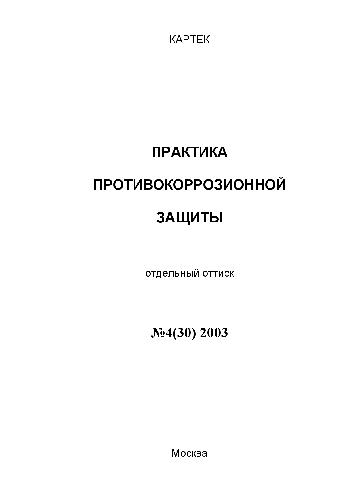 КАРТЕК
ПРАКТИКА
ПРОТИВОКОРРОЗИОННОЙ
ЗАЩИТЫ
отдельный оттиск
№4(30) 2003
Москва